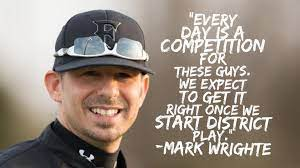 "EVERY
DAY IS A
COMPETITION
FOR
THESE GUYS.
WE EXPECT
TO GET IT
RIGHT ONCE WE
START DISTRICT
PLAY."
-MARK WRIGHTE
F